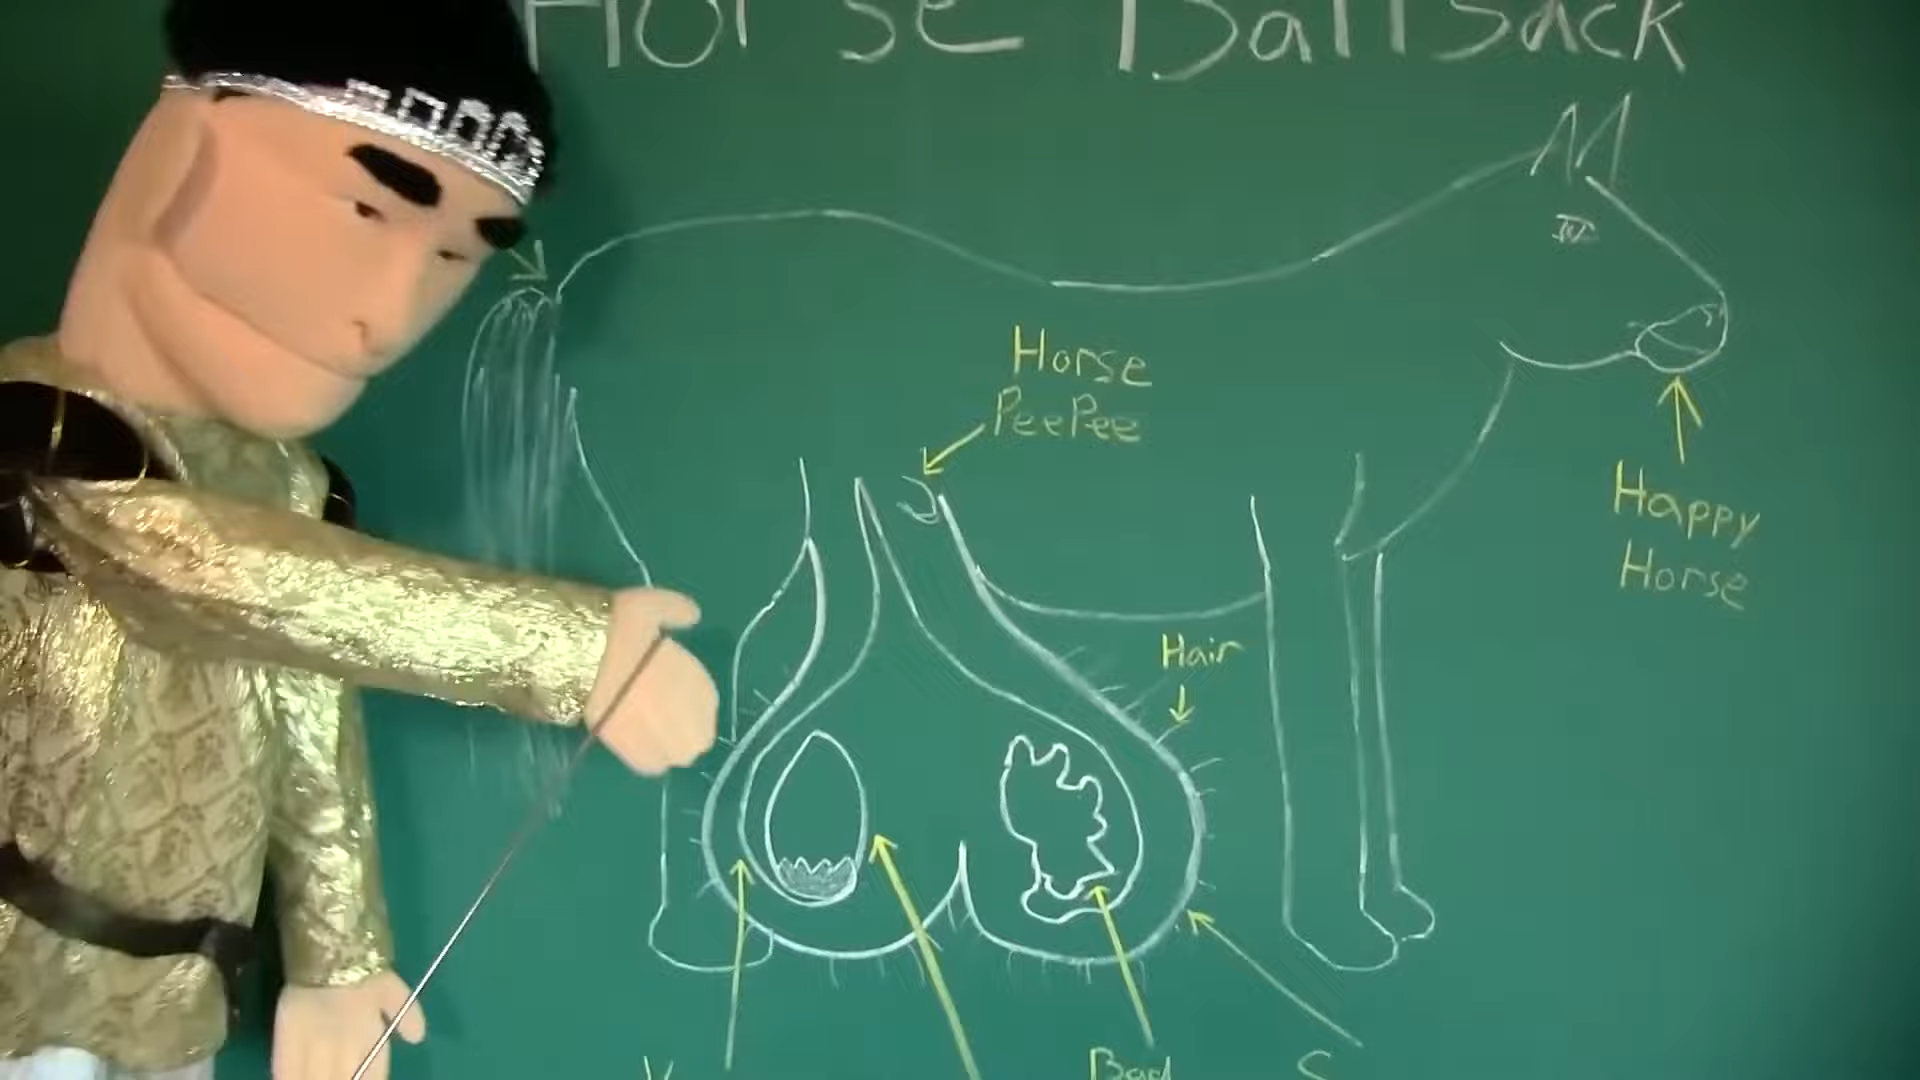 Horse BallSack
Horse
PeePee
Happy
Horse
Hair
Bad